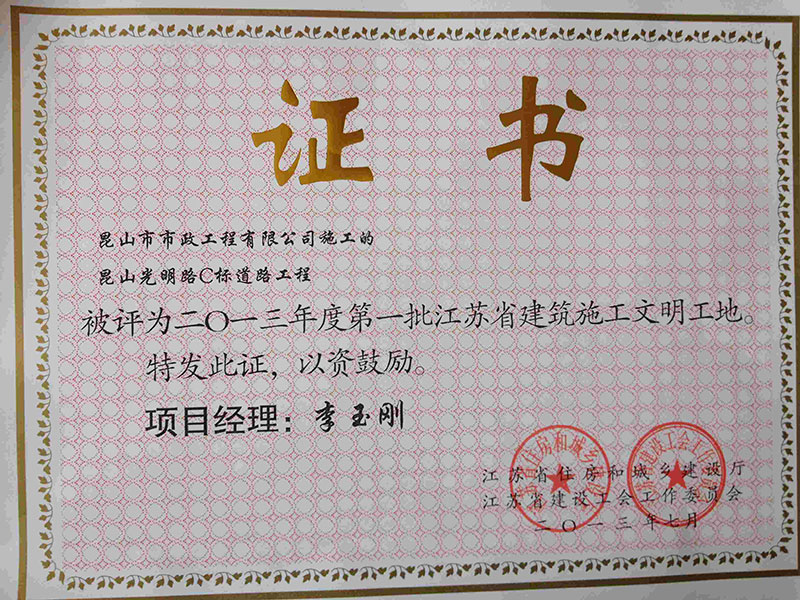 证 书
昆山市市政工程有限公司施工的
昆山光明路C标道路工程
被评为二〇一三年度第一批江苏省建筑施工文明工地。
特发此证，以资鼓励。
项目经理：李玉刚
江苏省住房和城乡建设厅
江苏省建设工会工作委员会
二〇一三年七月